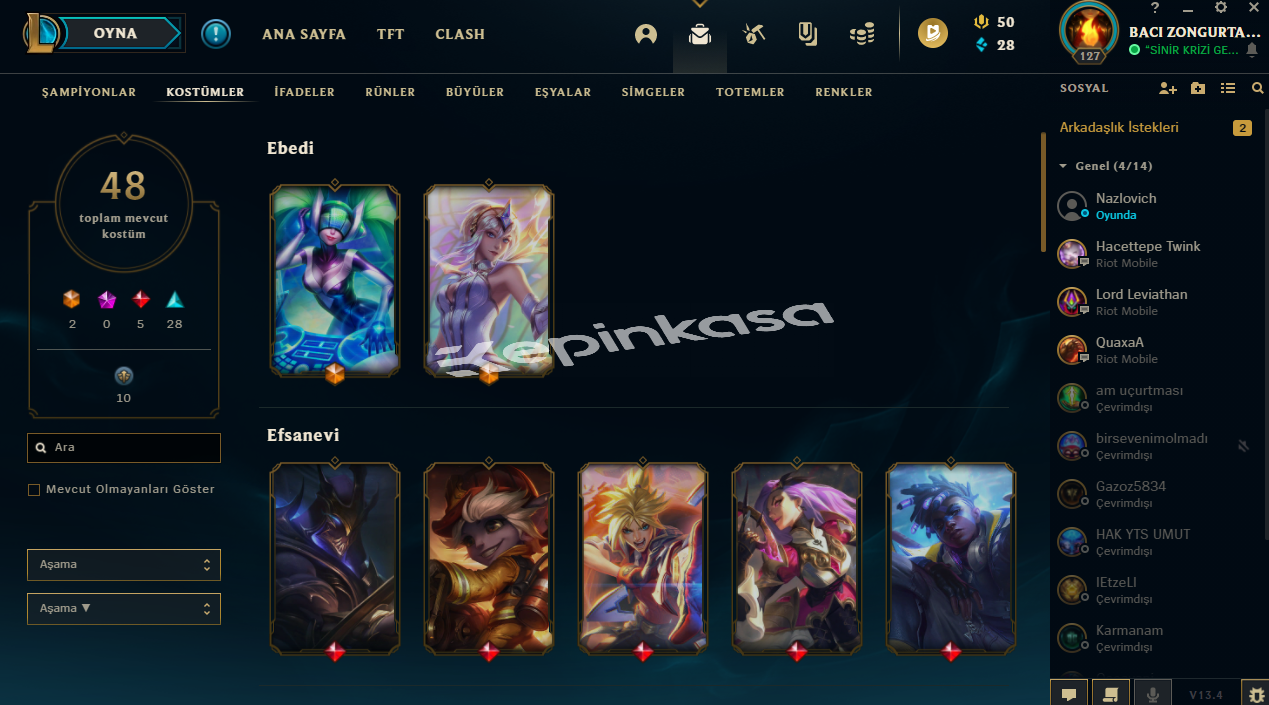 OYNA
ANA SAYFA
TFT
CLASH
50
28
?
127
BACI ZONGURTA...
"SİNİR KRİZİ GE...
ŞAMPİYONLAR
KOSTÜMLER
İFADELER
RÜNLER
BÜYÜLER
EŞYALAR
SİMGELER
TOTEMLER
RENKLER
48
toplam mevcut
kostüm
2
0
5
28
10
Ara
Mevcut Olmayanları Göster
Aşama
Aşama ▼
Ebedi
epinkasa
Efsanevi
SOSYAL
Arkadaşlık İstekleri
2
Genel (4/14)
Nazlovich
Oyunda
Hacettepe Twink
Riot Mobile
Lord Leviathan
Riot Mobile
QuaxaA
Riot Mobile
am uçurtması
Çevrimdışı
birsevenimolmadı
Çevrimdışı
Gazoz5834
Çevrimdışı
HAK YTS UMUT
Çevrimdışı
Çevrimdışı
Karmanam
Çevrimdışı
V13.4